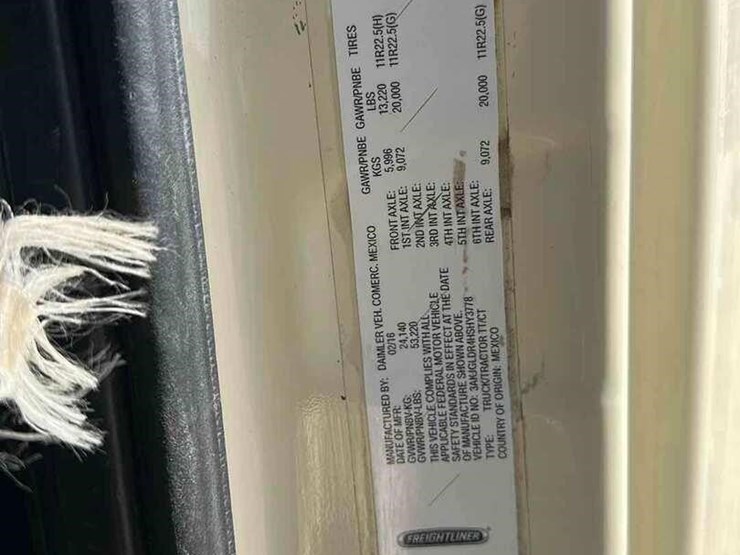 FREIGHTLINER
MANUFACTURED BY: DAIMLER VEH. COMERC. MEXICO
DATE OF MFR: 02/16
GVWR/PNBV-KG: 24,140
GVWR/PNBV-LBS: 53,220
THIS VEHICLE COMPLIES WITH ALL
APPLICABLE FEDERAL MOTOR VEHICLE
SAFETY STANDARDS IN EFFECT AT THE DATE
OF MANUFACTURE SHOWN ABOVE.
VEHICLE ID NO: 3AKJGLDR4HSHY3778
TYPE: TRUCK/TRACTOR TT/CT
COUNTRY OF ORIGIN: MEXICO
GAWR/PNBE GAWR/PNBE TIRES
KGS LBS
FRONT AXLE: 5,996 13,220 11R22.5(H)
1ST INT AXLE: 9,072 20,000 11R22.5(G)
2ND INT AXLE:
3RD INT AXLE:
4TH INT AXLE:
5TH INT AXLE:
6TH INT AXLE:
REAR AXLE: 9,072 20,000 11R22.5(G)